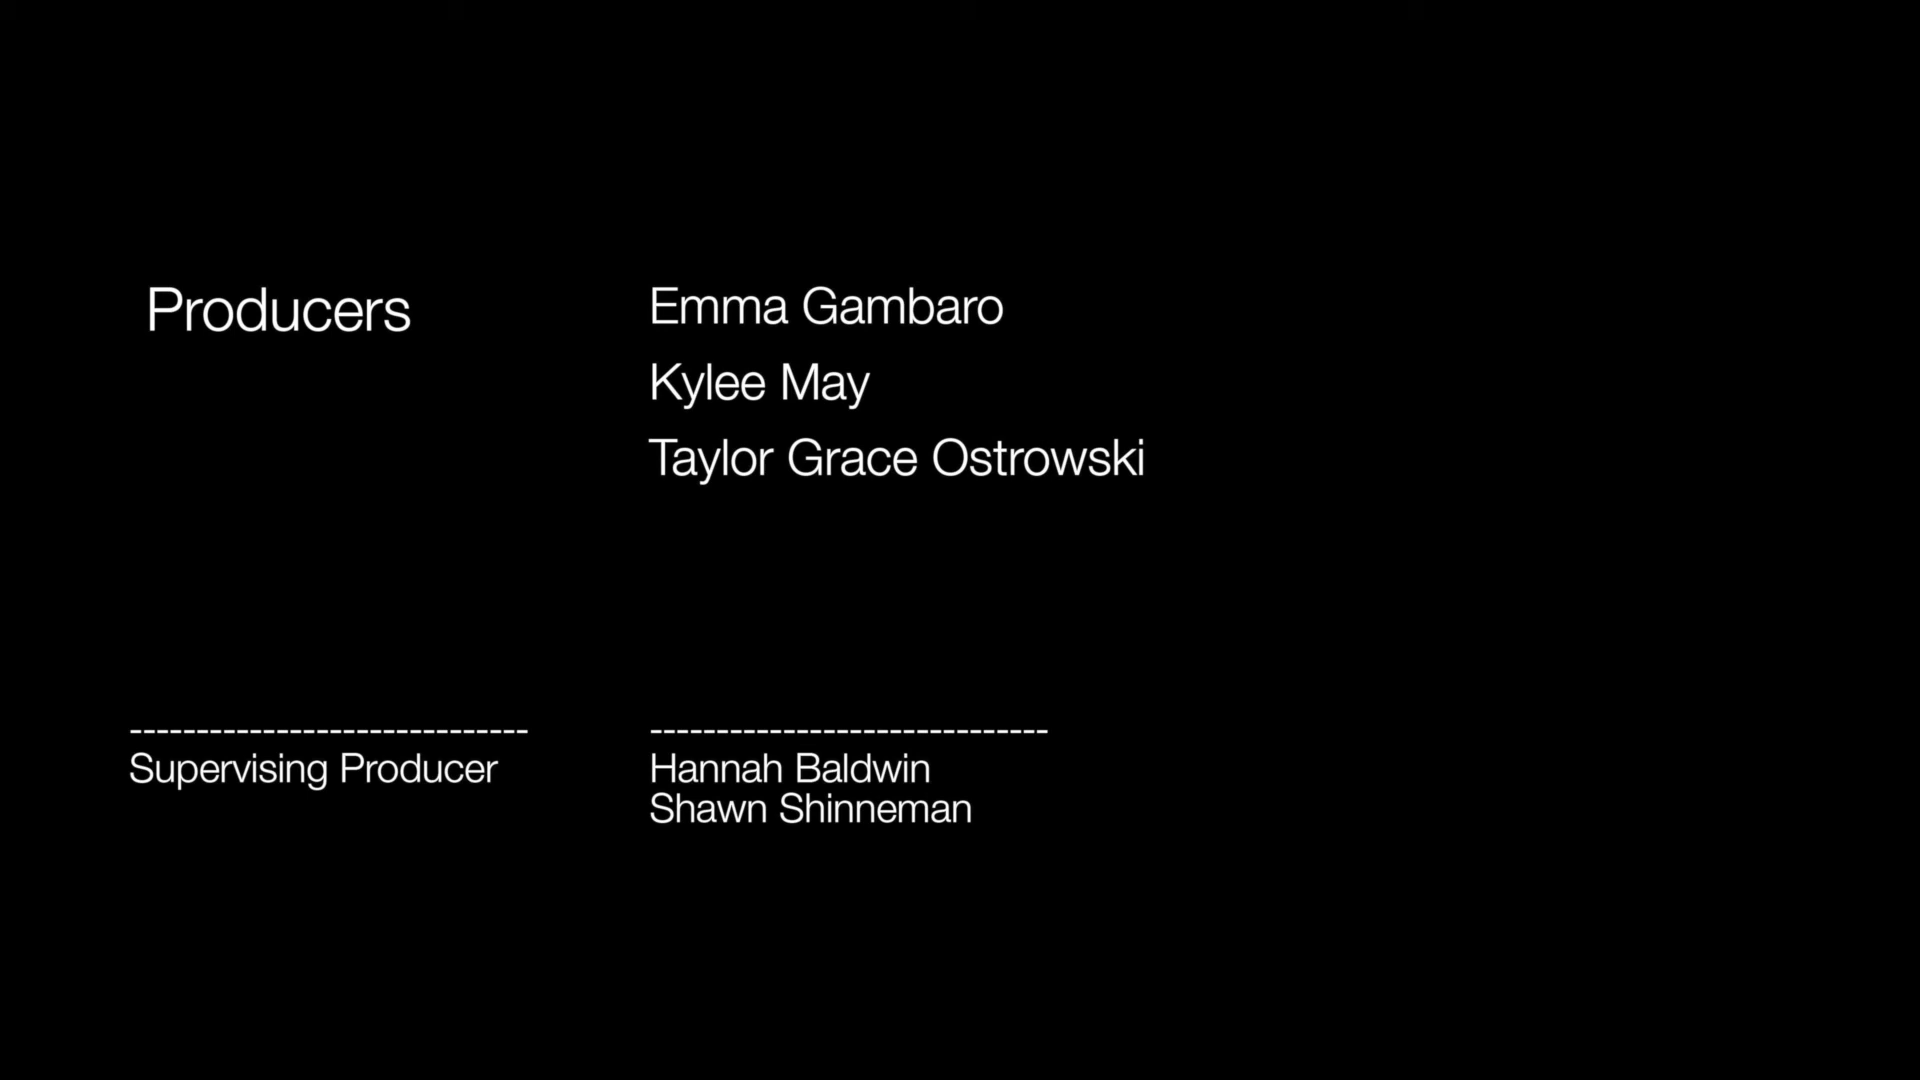 Producers
Emma Gambaro
Kylee May
Taylor Grace Ostrowski
------------------------------
Supervising Producer
------------------------------
Hannah Baldwin
Shawn Shinneman